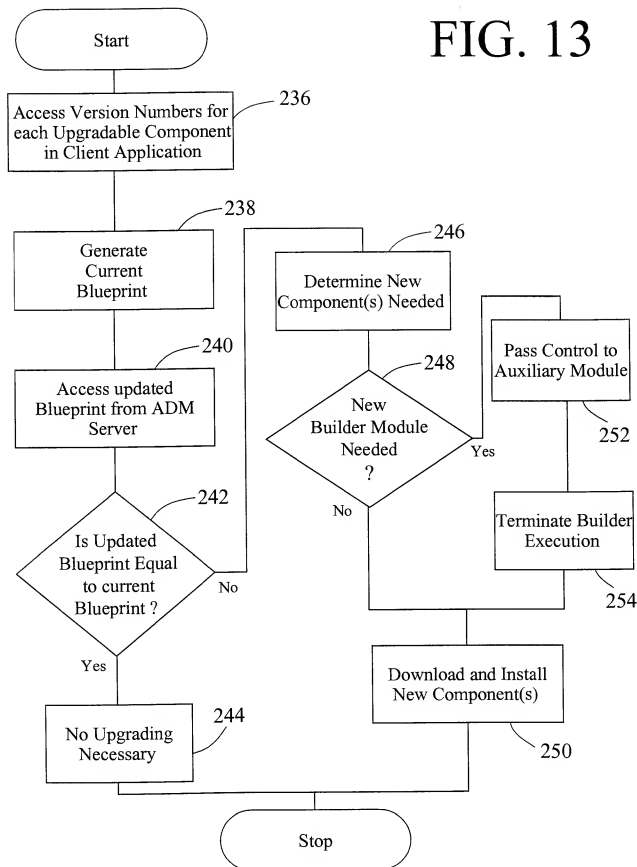 FIG. 13
Start
Access Version Numbers for
each Upgradable Component
in Client Application
236
Generate
Current
Blueprint
238
Access updated
Blueprint from ADM
Server
240
Is Updated
Blueprint Equal
to current
Blueprint ?
242
No
Yes
No Upgrading
Necessary
244
Determine New
Component(s) Needed
246
New
Builder Module
Needed
?
248
Yes
No
Pass Control to
Auxiliary Module
252
Terminate Builder
Execution
254
Download and Install
New Component(s)
250
Stop